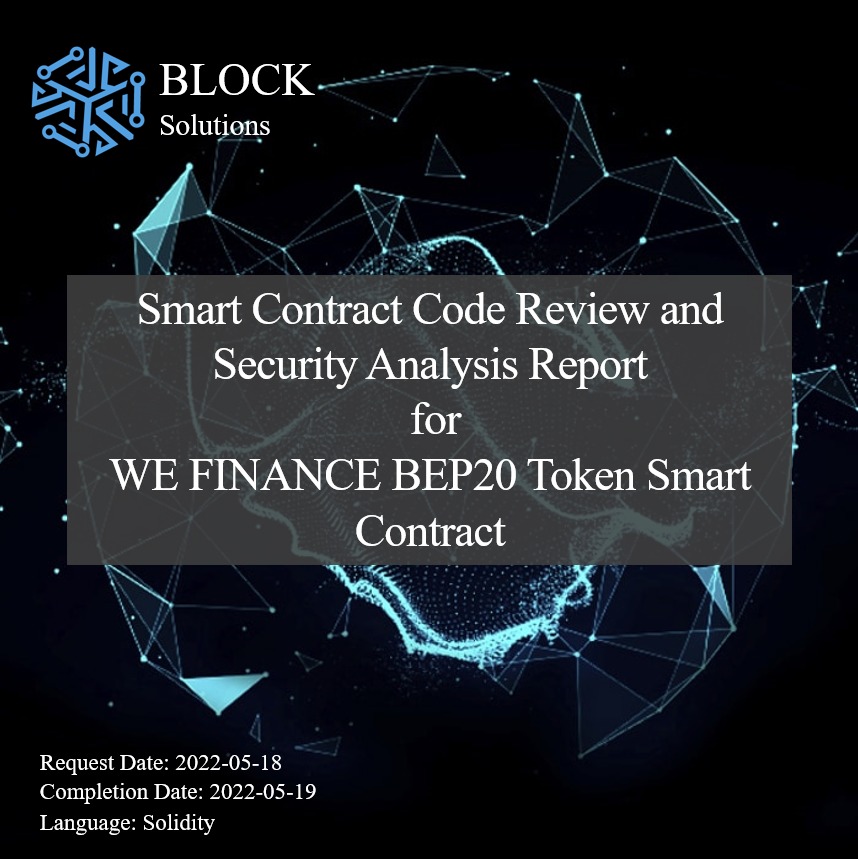 BLOCK
Solutions
Smart Contract Code Review and
Security Analysis Report
for
WE FINANCE BEP20 Token Smart
Contract
Request Date: 2022-05-18
Completion Date: 2022-05-19
Language: Solidity